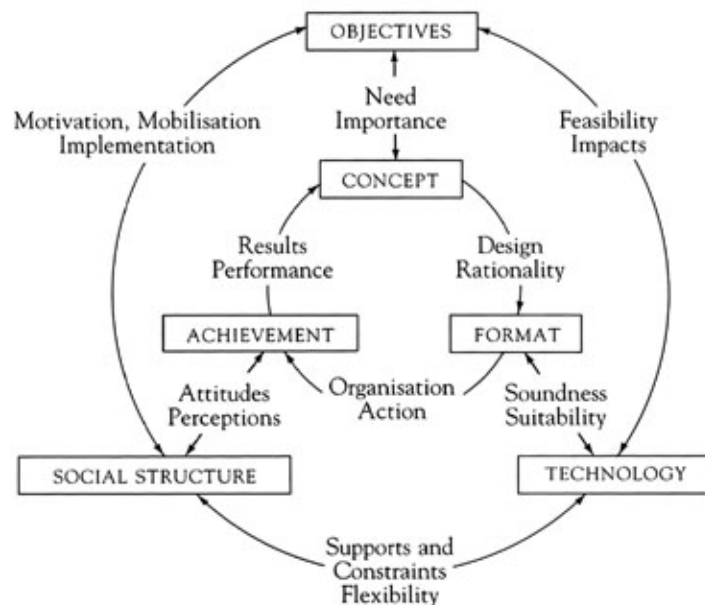 OBJECTIVES
Need
Importance
Motivation, Mobilisation
Implementation
Feasibility
Impacts
CONCEPT
Results
Performance
Design
Rationality
ACHIEVEMENT
FORMAT
Organisation
Action
Attitudes
Perceptions
Soundness
Suitability
SOCIAL STRUCTURE
TECHNOLOGY
Supports and
Constraints
Flexibility